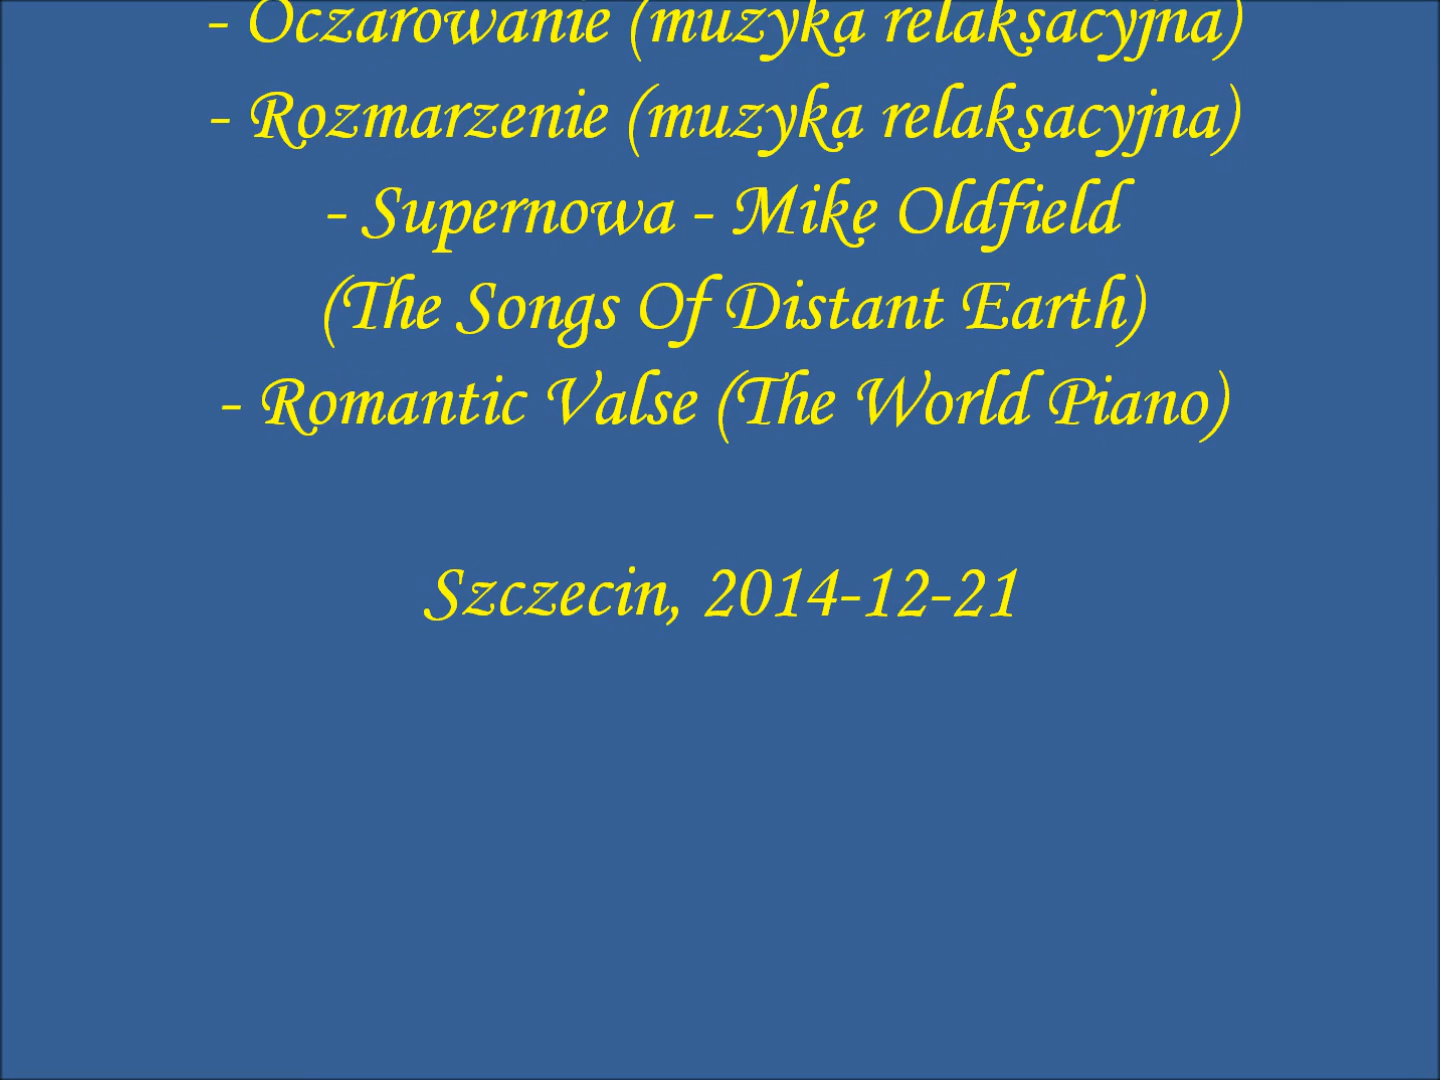 - Oczarowanie (muzyka relaksacyjna)
- Rozmarzenie (muzyka relaksacyjna)
- Supernowa - Mike Oldfield
(The Songs Of Distant Earth)
- Romantic Valse (The World Piano)
Szczecin, 2014-12-21